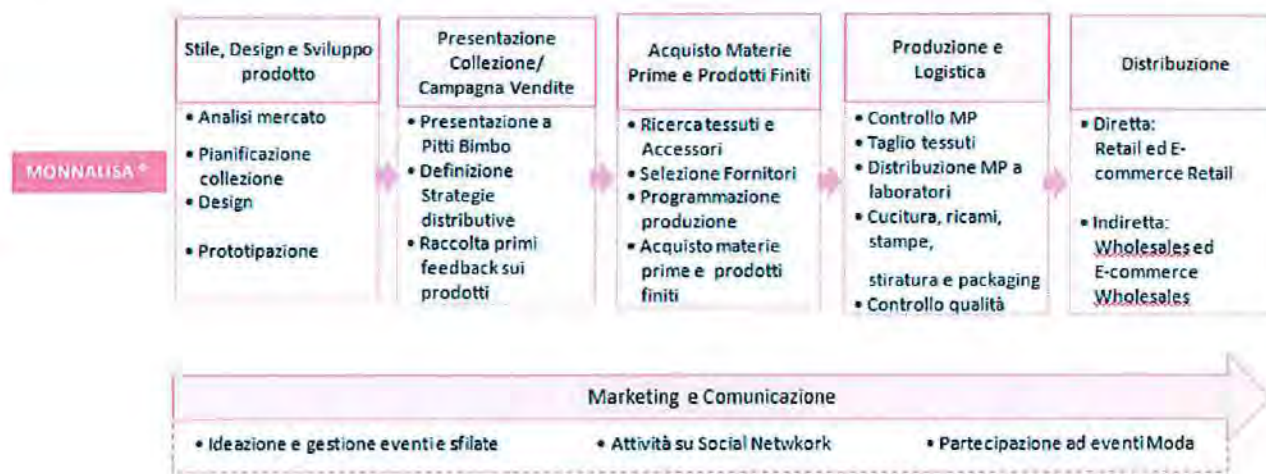 MONNALISA ®
Stile, Design e Sviluppo
prodotto
• Analisi mercato
• Pianificazione
collezione
• Design
• Prototipazione
Presentazione
Collezione/
Campagna Vendite
• Presentazione a
Pitti Bimbo
• Definizione
Strategie
distributive
• Raccolta primi
feedback sui
prodotti
Acquisto Materie
Prime e Prodotti Finiti
• Ricerca tessuti e
Accessori
• Selezione Fornitori
• Programmazione
produzione
• Acquisto materie
prime e prodotti
finiti
Produzione e
Logistica
• Controllo MP
• Taglio tessuti
• Distribuzione MP a
laboratori
• Cucitura, ricami,
stampe,
stiratura e packaging
• Controllo qualità
Distribuzione
• Diretta:
Retail ed E-
commerce Retail
• Indiretta:
Wholesales ed
E-commerce
Wholesales
Marketing e Comunicazione
• Ideazione e gestione eventi e sfilate
• Attività su Social Netwkork
• Partecipazione ad eventi Moda